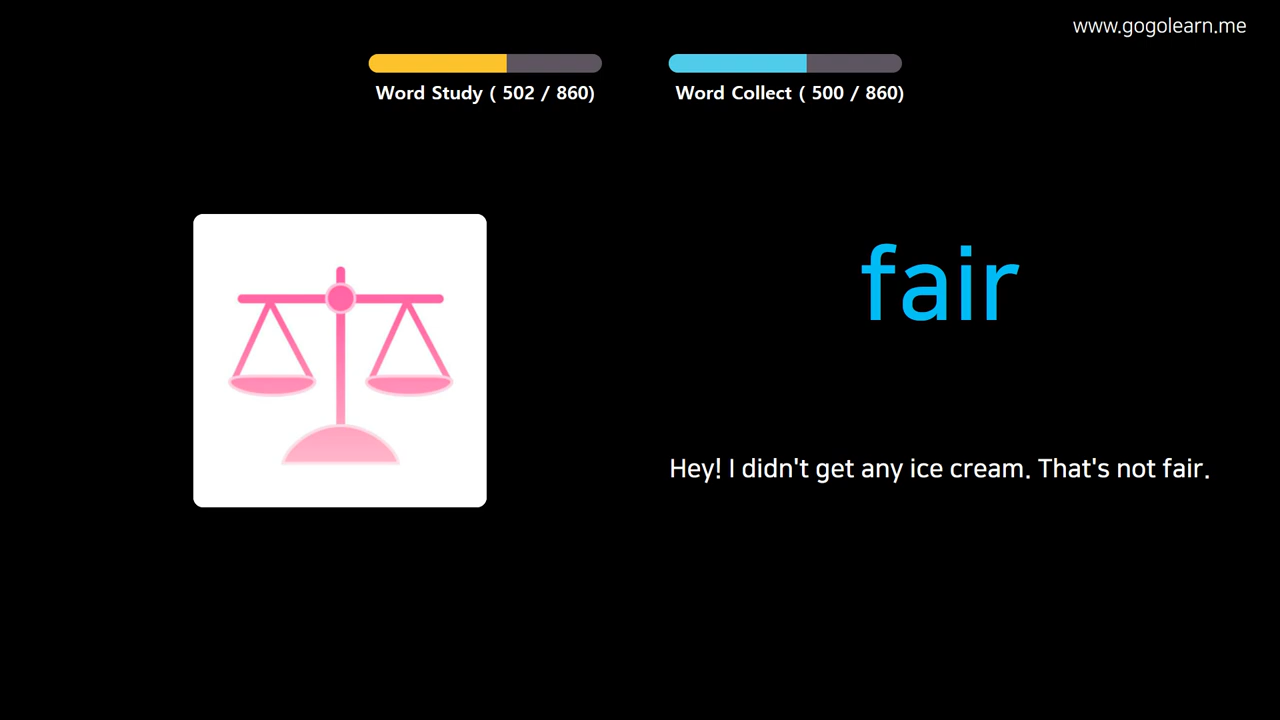 www.gogolearn.me
Word Study ( 502 / 860)
Word Collect ( 500 / 860)
fair
Hey! I didn't get any ice cream. That's not fair.